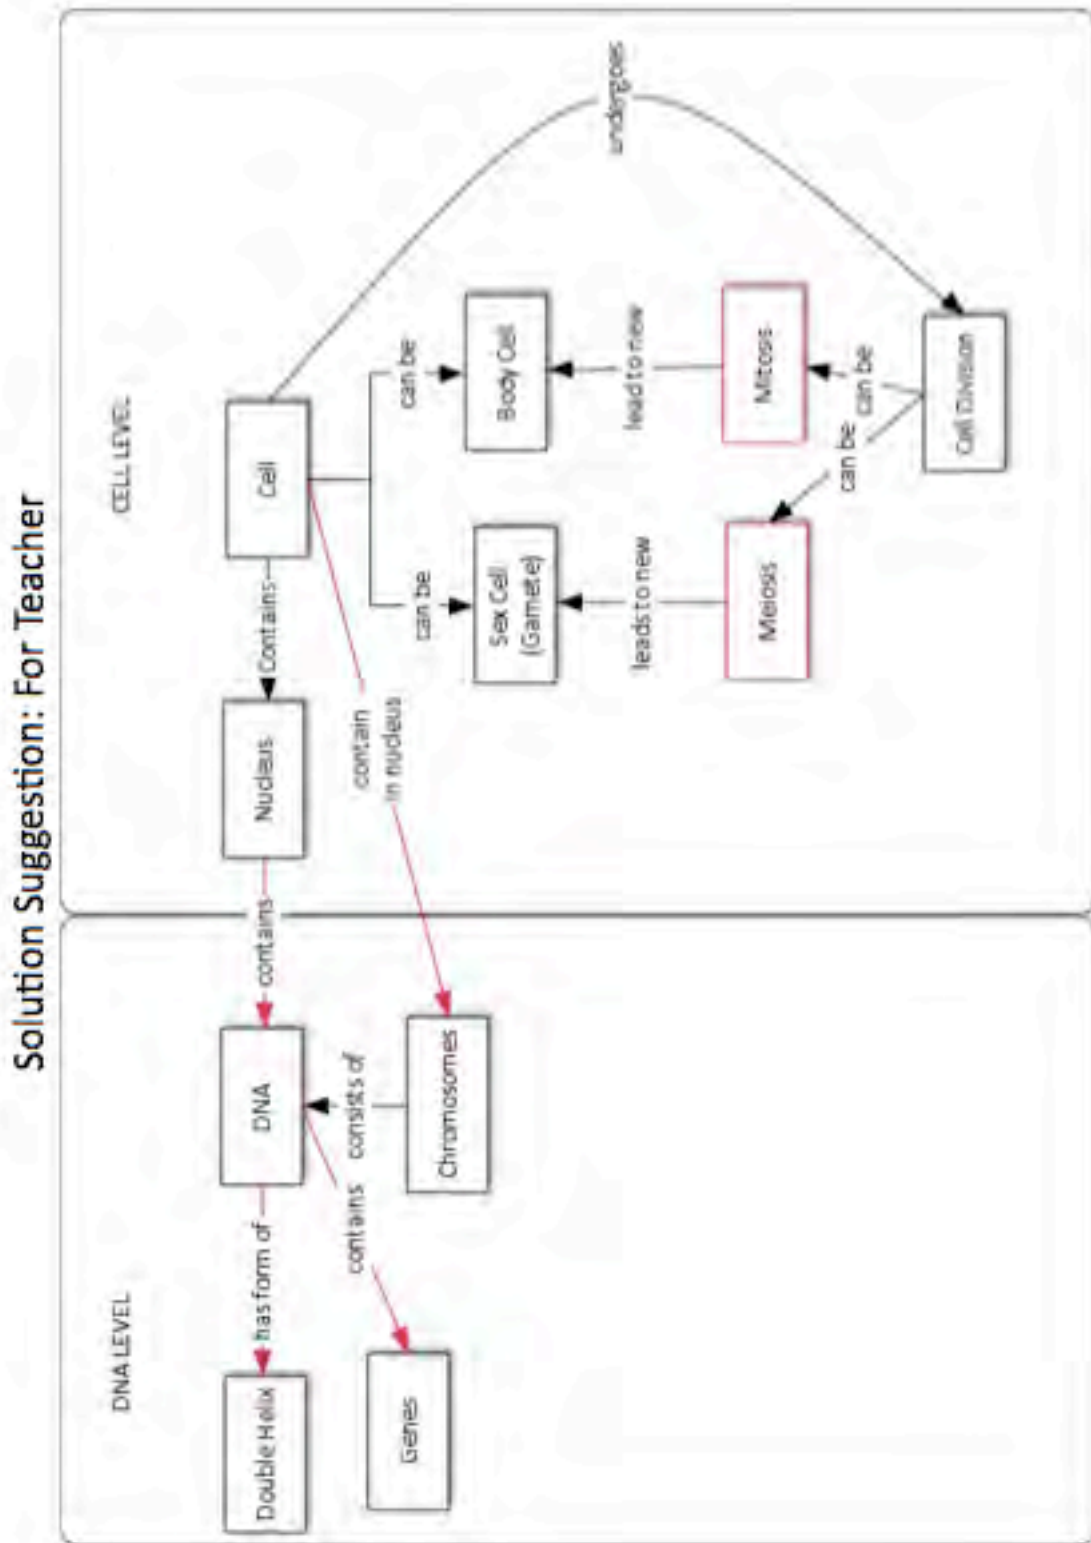 Solution Suggestion: For Teacher
DNA LEVEL
CELL LEVEL
Double Helix
has form of
DNA
contains
Nucleus
Contains
Cell
Genes
contains
consists of
Chromosomes
contain
in nucleus
can be
can be
Sex Cell
(Gamete)
Body Cell
undergoes
leads to new
lead to new
Meiosis
Mitosis
can be
can be
Cell Division